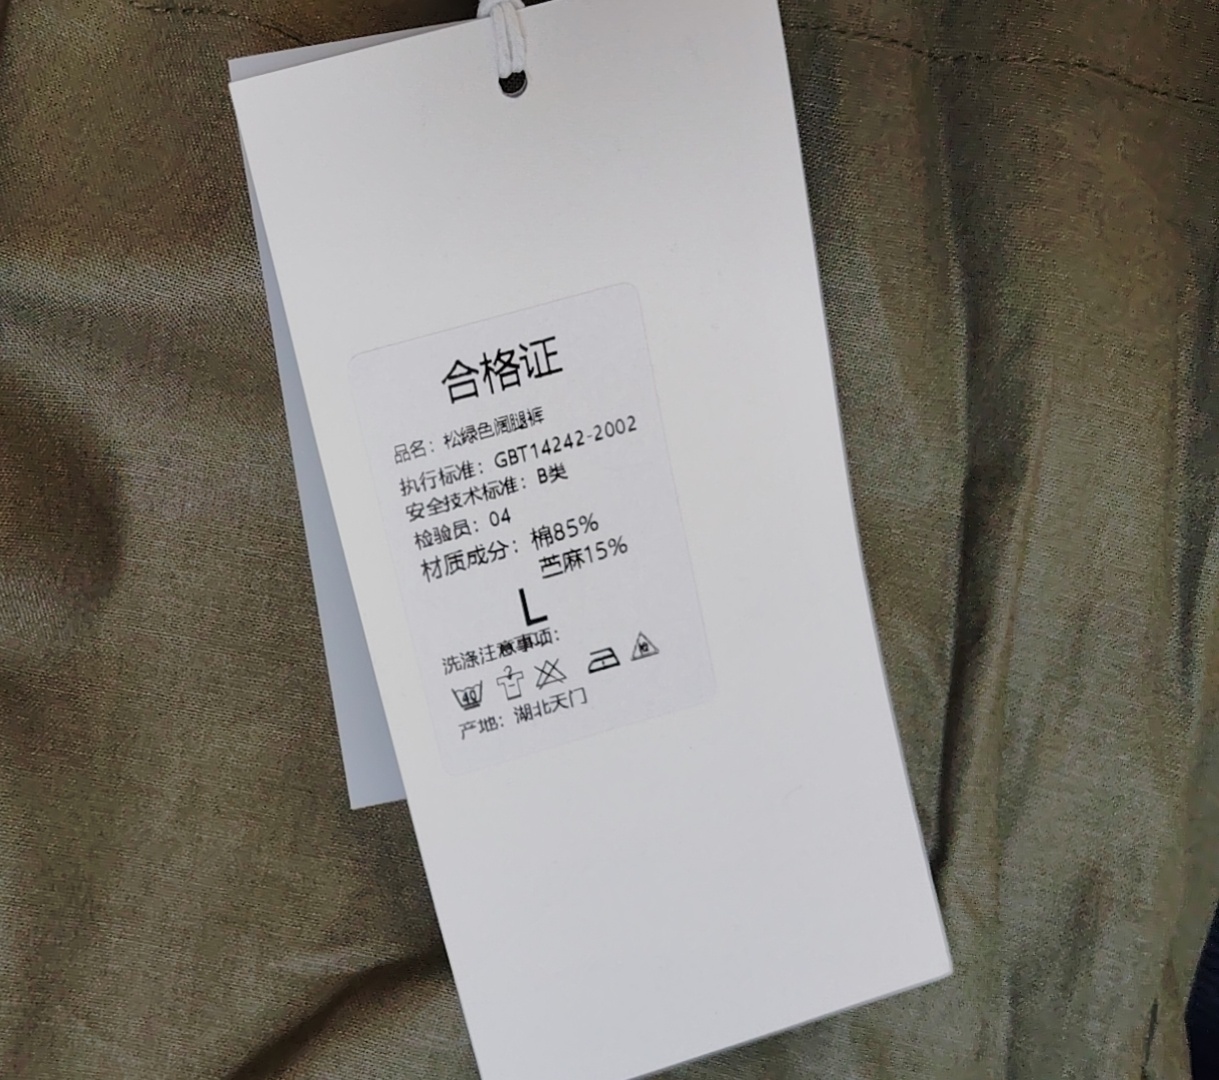 合格证
品名：松绿色阔腿裤
执行标准：GBT14242-2002
安全技术标准：B类
检验员：04
材质成分：棉85%
苎麻15%
L
洗涤注意事项：
40
产地：湖北天门